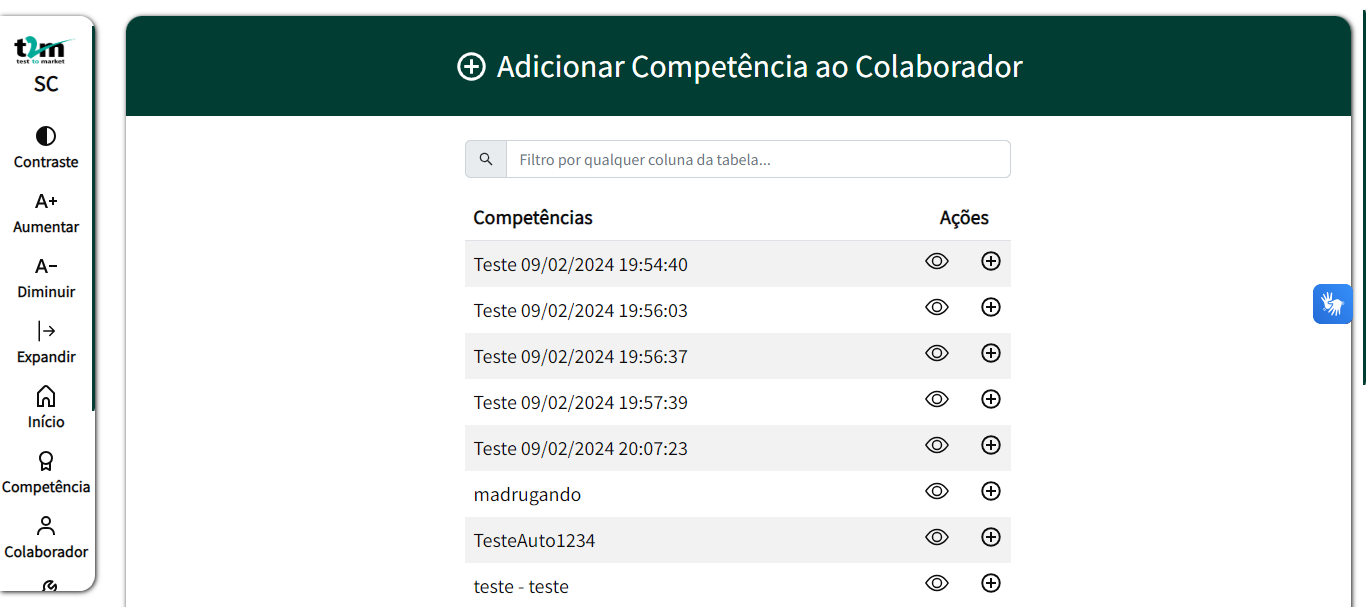 t2m
test to market
SC
Contraste
A+
Aumentar
A-
Diminuir
Expandir
Início
Competência
Colaborador
Adicionar Competência ao Colaborador
Filtro por qualquer coluna da tabela...
Competências Ações
Teste 09/02/2024 19:54:40
Teste 09/02/2024 19:56:03
Teste 09/02/2024 19:56:37
Teste 09/02/2024 19:57:39
Teste 09/02/2024 20:07:23
madrugando
TesteAuto1234
teste - teste